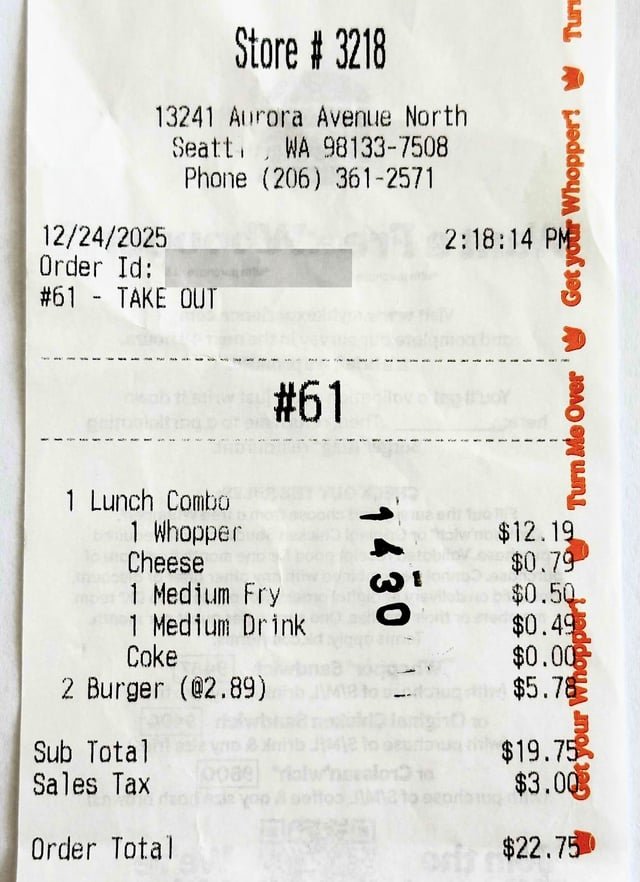 Store # 3218
13241 Aurora Avenue North
WA 98133-7508
Phone (206) 361-2571
12/24/2025 2:18:14 PM
Order Id:
#61 - TAKE OUT
#61
1 Lunch Combo
1 Whopper $12.19
Cheese $0.79
1 Medium Fry $0.50
1 Medium Drink $0.49
Coke $0.00
2 Burger (@2.89) $5.78
Sub Total $19.75
Sales Tax $3.00
Order Total $22.75
1430
Get your Whopper!
Turn Me Over
Get your Whopper!